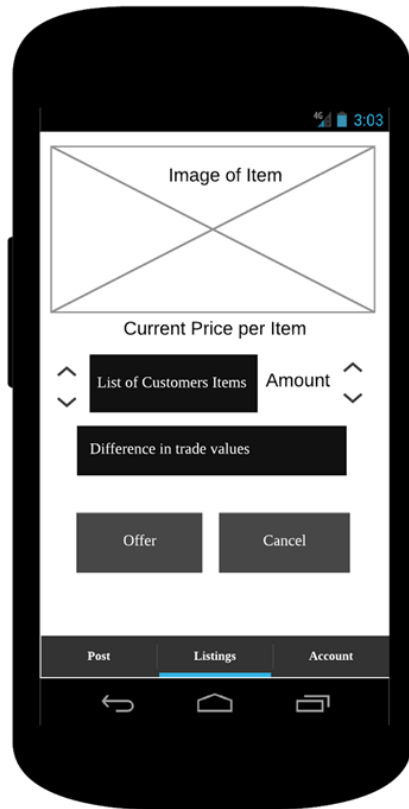 4G 3:03
Image of Item
Current Price per Item
List of Customers Items Amount
Difference in trade values
Offer Cancel
Post Listings Account